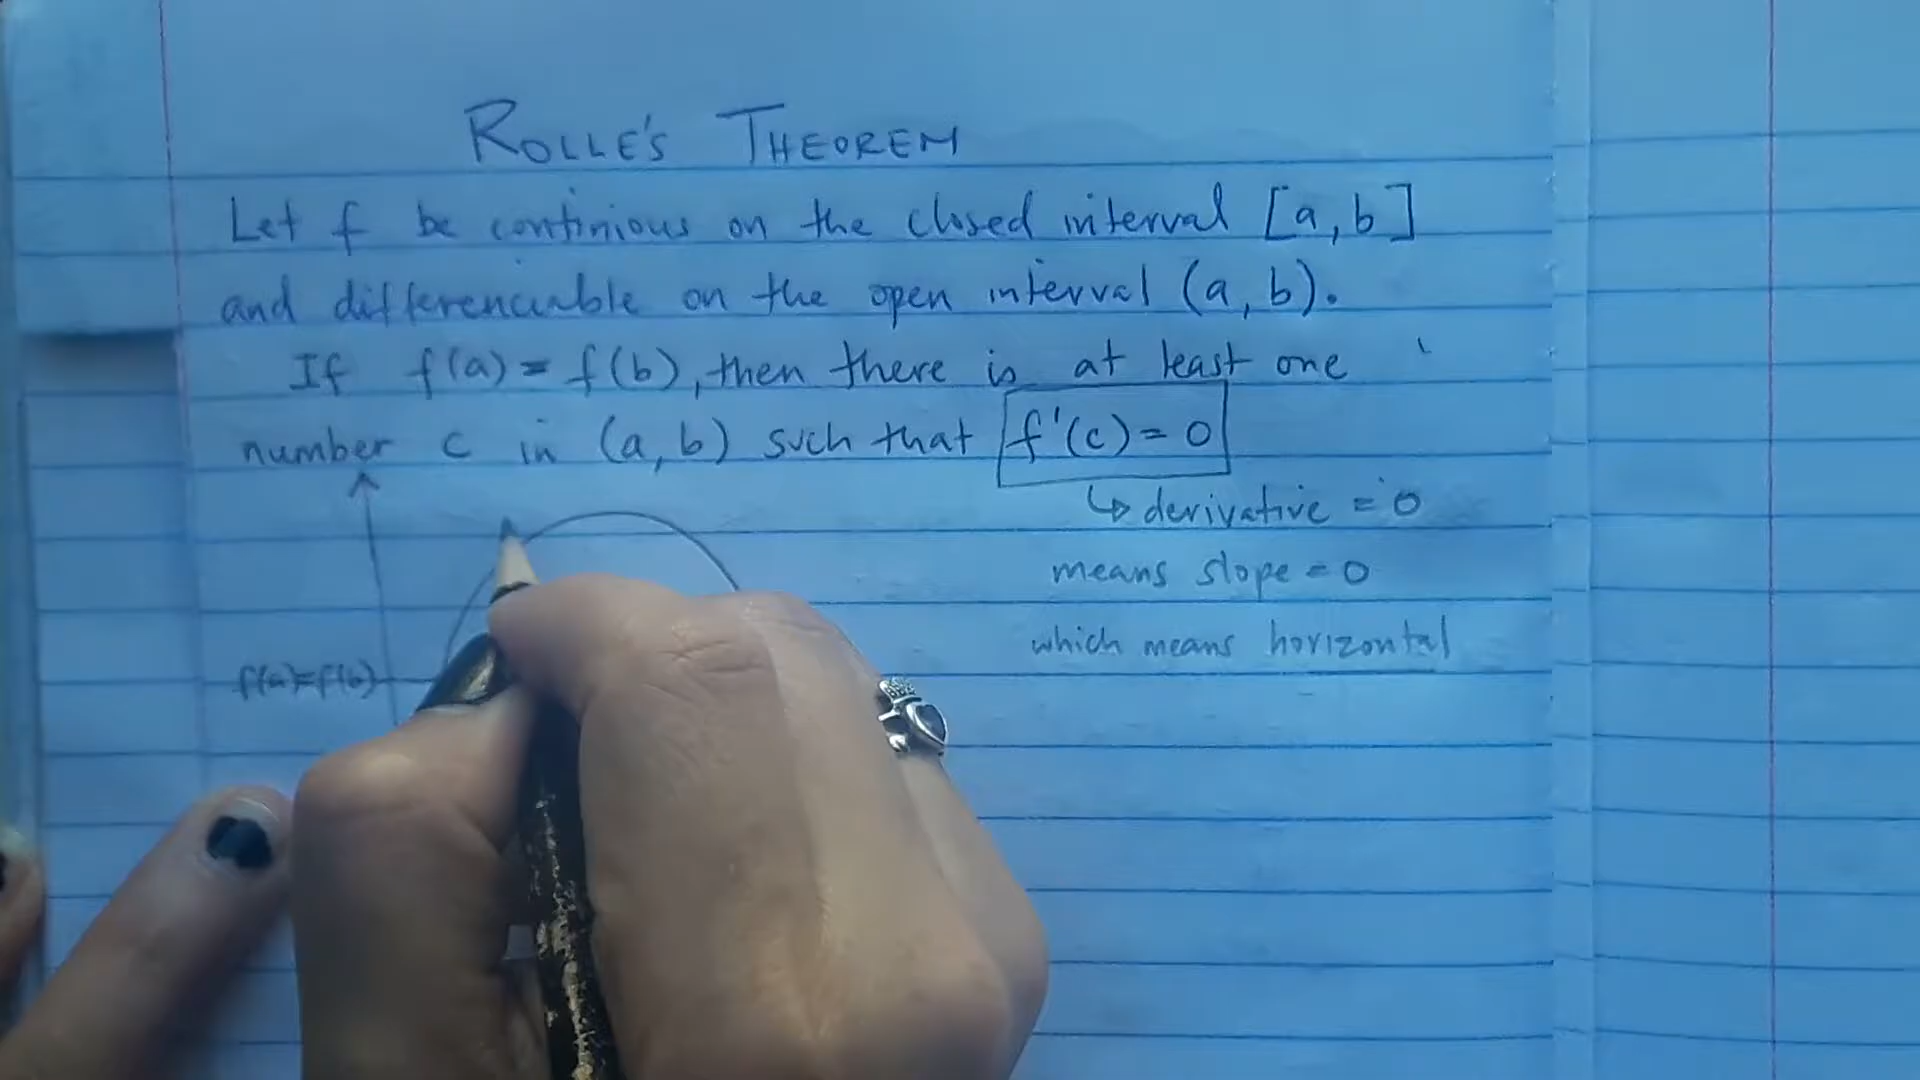 ROLLE'S THEOREM
Let f be continious on the closed interval [a, b]
and differenciable on the open interval (a, b).
If f(a) = f(b), then there is at least one
number c in (a, b) such that f'(c) = 0
↳ derivative = 0
means slope = 0
which means horizontal
f(a)=f(b)